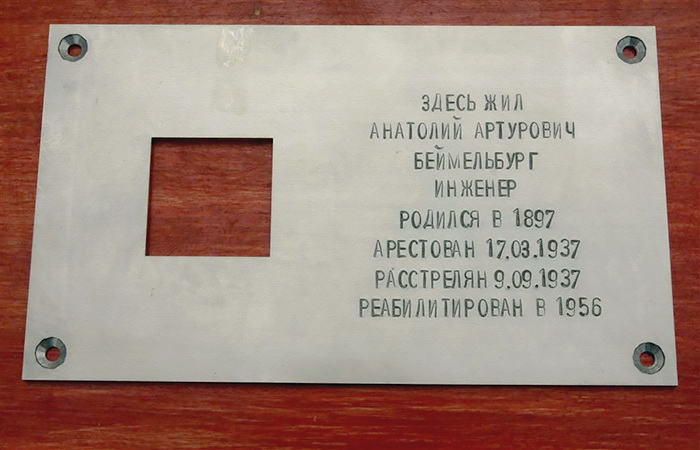 ЗДЕСЬ ЖИЛ
АНАТОЛИЙ АРТУРОВИЧ
БЕЙМЕЛЬБУРГ
ИНЖЕНЕР
РОДИЛСЯ В 1897
АРЕСТОВАН 17.03.1937
РАССТРЕЛЯН 9.09.1937
РЕАБИЛИТИРОВАН В 1956